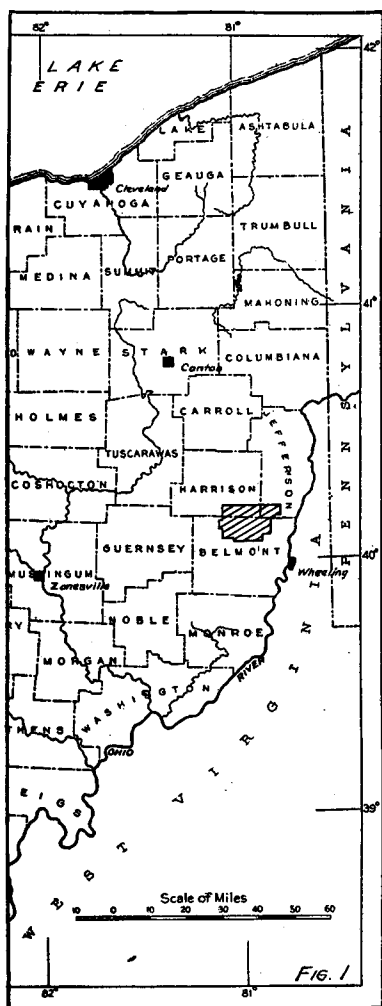 82° 81° 42°
LAKE
ERIE
LAKE
ASHTABULA
GEAUGA
Cleveland
CUYAHOGA
TRUMBULL
RAIN
PORTAGE
MEDINA
SUMMIT
MAHONING
41°
WAYNE
STARK
COLUMBIANA
Canton
HOLMES
CARROLL
JEFFERSON
TUSCARAWAS
COSHOCTON
HARRISON
PENNSYLVANIA
GUERNSEY
BELMONT
40°
Wheeling
MUSKINGUM
Zanesville
NOBLE
MONROE
RY
MORGAN
RIVER
WASHINGTON
THENS
OHIO
EIGS
39°
WEST VIRGINIA
Scale of Miles
10 0 10 20 30 40 50 60
82° 81°
FIG. 1